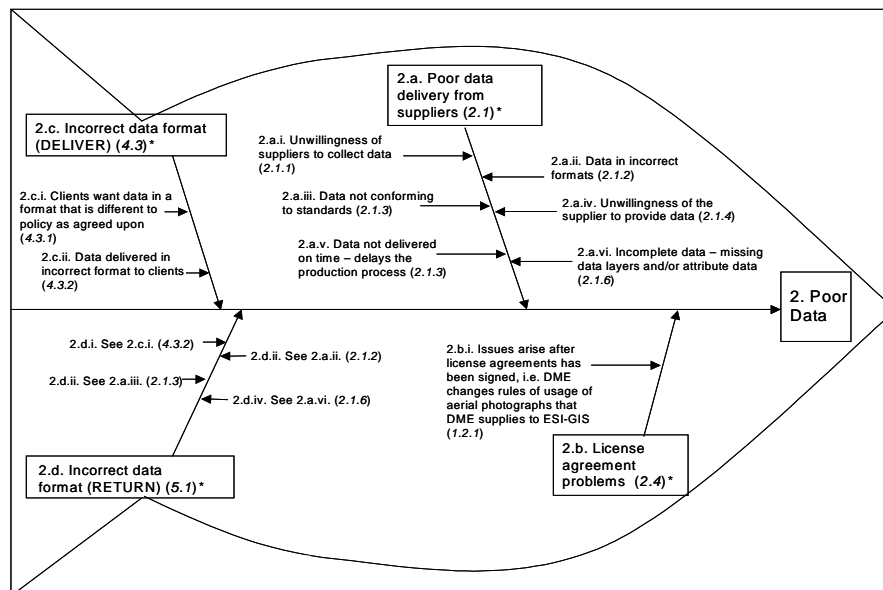 2.a. Poor data
delivery from
suppliers (2.1)*
2.c. Incorrect data format
(DELIVER) (4.3)*
2.a.i. Unwillingness of
suppliers to collect data
(2.1.1)
2.a.ii. Data in incorrect
formats (2.1.2)
2.a.iii. Data not conforming
to standards (2.1.3)
2.a.iv. Unwillingness of the
supplier to provide data (2.1.4)
2.a.v. Data not delivered
on time – delays the
production process (2.1.3)
2.a.vi. Incomplete data – missing
data layers and/or attribute data
(2.1.6)
2.c.i. Clients want data in a
format that is different to
policy as agreed upon
(4.3.1)
2.c.ii. Data delivered in
incorrect format to clients
(4.3.2)
2. Poor
Data
2.d.i. See 2.c.i. (4.3.2)
2.d.ii. See 2.a.ii. (2.1.2)
2.d.ii. See 2.a.iii. (2.1.3)
2.d.iv. See 2.a.vi. (2.1.6)
2.b.i. Issues arise after
license agreements has
been signed, i.e. DME
changes rules of usage of
aerial photographs that
DME supplies to ESI-GIS
(1.2.1)
2.d. Incorrect data
format (RETURN) (5.1)*
2.b. License
agreement
problems (2.4)*